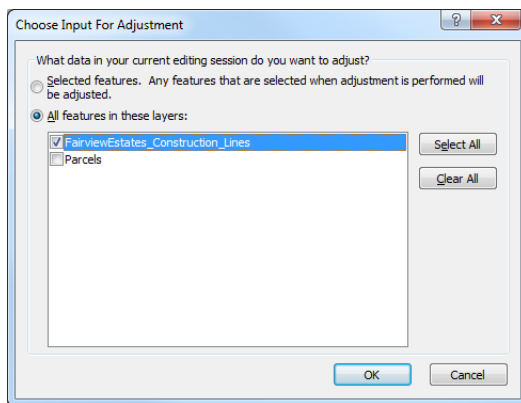 Choose Input For Adjustment
What data in your current editing session do you want to adjust?
Selected features. Any features that are selected when adjustment is performed will
be adjusted.
All features in these layers:
FairviewEstates_Construction_Lines
Parcels
Select All
Clear All
OK
Cancel